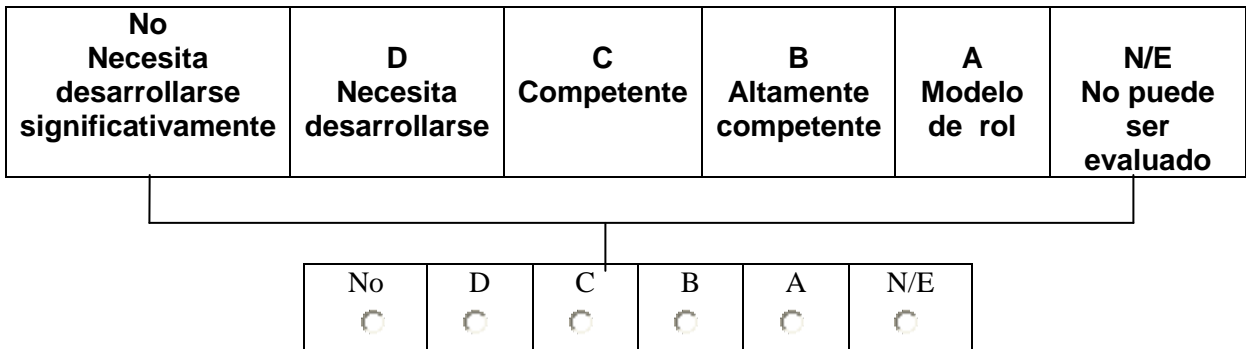 No
Necesita
desarrollarse
significativamente
D
Necesita
desarrollarse
C
Competente
B
Altamente
competente
A
Modelo
de rol
N/E
No puede
ser
evaluado
No D C B A N/E